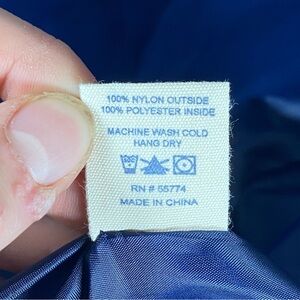 100% NYLON OUTSIDE
100% POLYESTER INSIDE
MACHINE WASH COLD
HANG DRY
RN # 55774
MADE IN CHINA